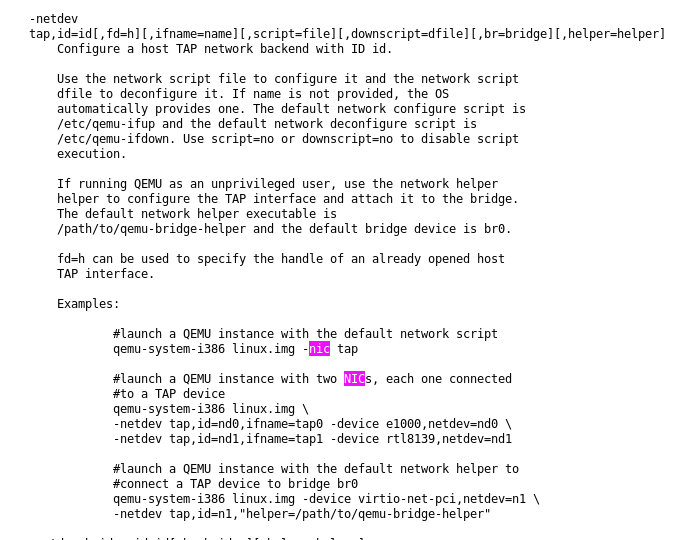 -netdev
tap,id=id[,fd=h][,ifname=name][,script=file][,downscript=dfile][,br=bridge][,helper=helper]
Configure a host TAP network backend with ID id.
Use the network script file to configure it and the network script
dfile to deconfigure it. If name is not provided, the OS
automatically provides one. The default network configure script is
/etc/qemu-ifup and the default network deconfigure script is
/etc/qemu-ifdown. Use script=no or downscript=no to disable script
execution.
If running QEMU as an unprivileged user, use the network helper
helper to configure the TAP interface and attach it to the bridge.
The default network helper executable is
/path/to/qemu-bridge-helper and the default bridge device is br0.
fd=h can be used to specify the handle of an already opened host
TAP interface.
Examples:
#launch a QEMU instance with the default network script
qemu-system-i386 linux.img -nic tap
#launch a QEMU instance with two NICs, each one connected
#to a TAP device
qemu-system-i386 linux.img \
-netdev tap,id=nd0,ifname=tap0 -device e1000,netdev=nd0 \
-netdev tap,id=nd1,ifname=tap1 -device rtl8139,netdev=nd1
#launch a QEMU instance with the default network helper to
#connect a TAP device to bridge br0
qemu-system-i386 linux.img -device virtio-net-pci,netdev=n1 \
-netdev tap,id=n1,"helper=/path/to/qemu-bridge-helper"